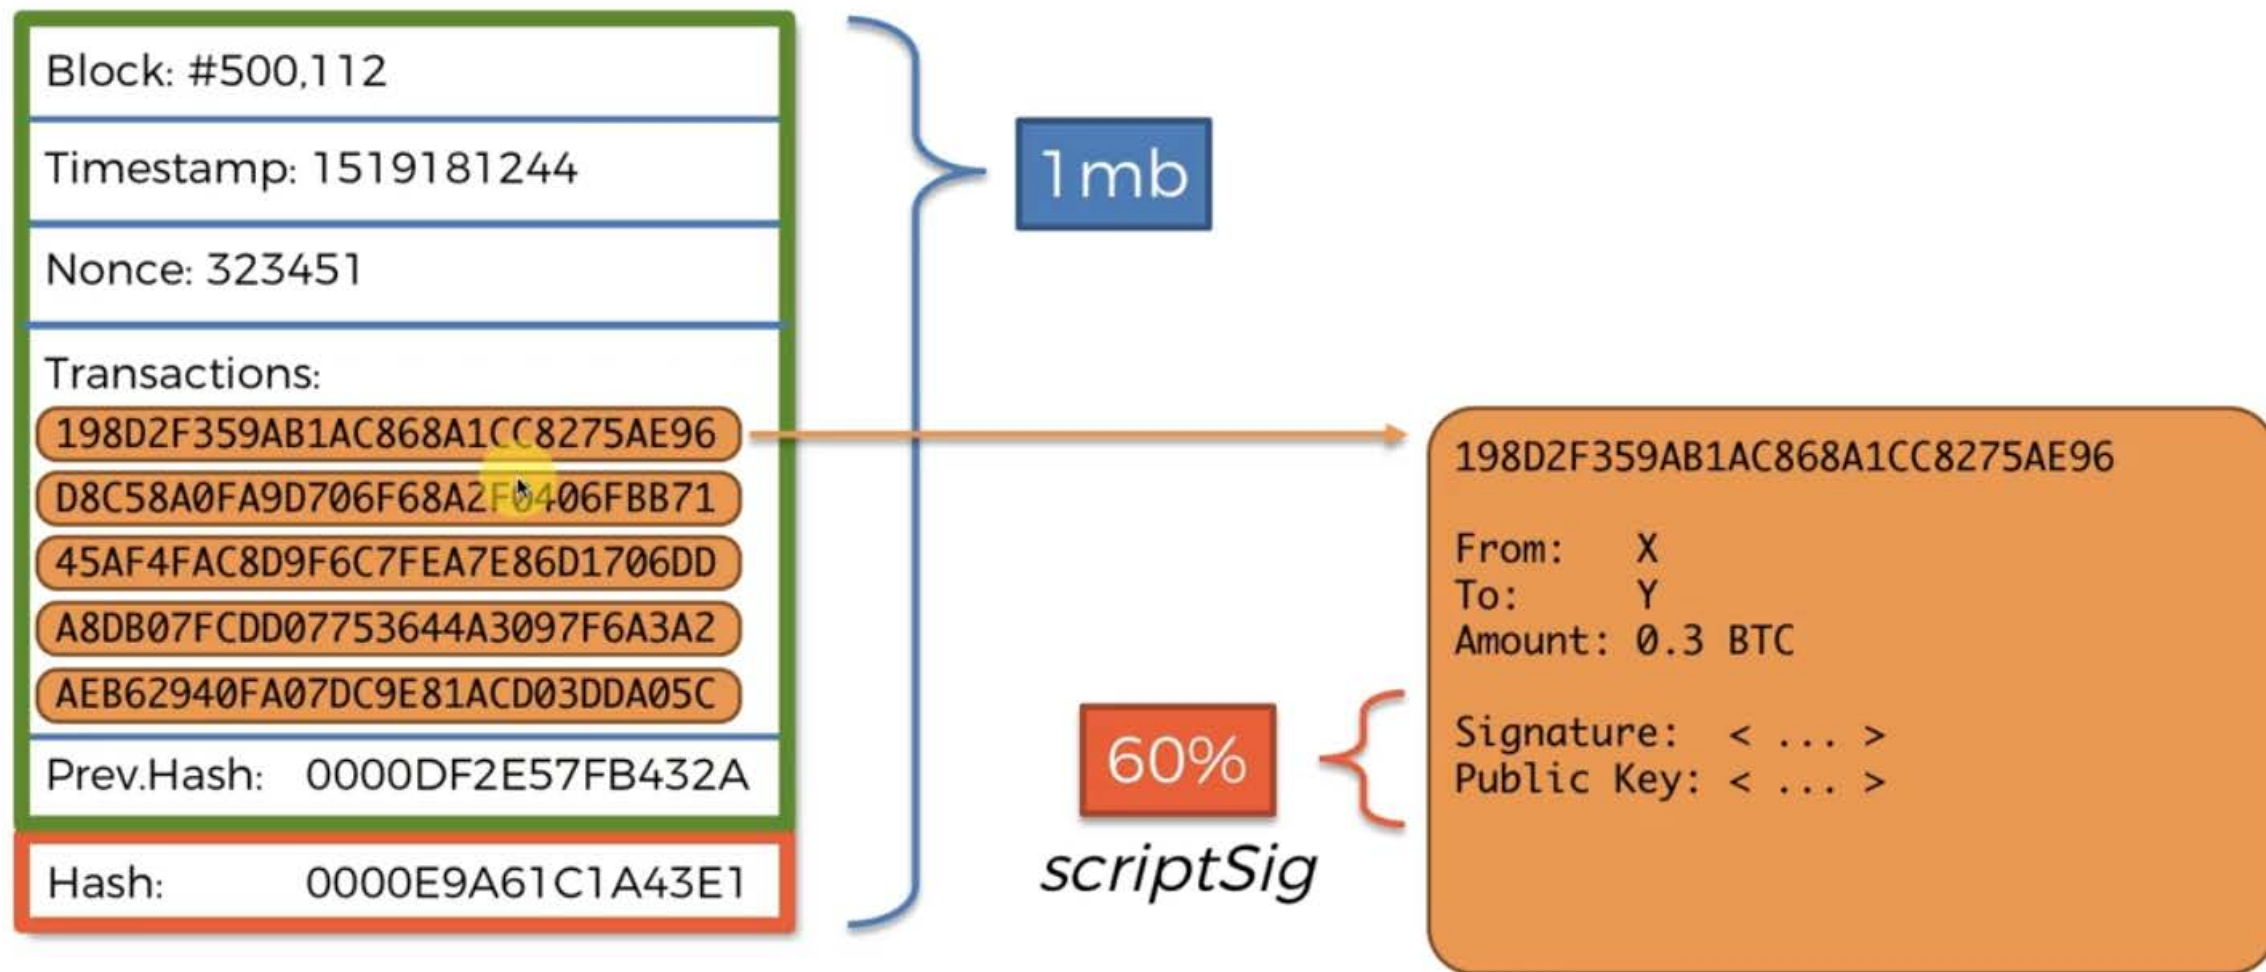 Block: #500,112
Timestamp: 1519181244
Nonce: 323451
Transactions:
198D2F359AB1AC868A1CC8275AE96
D8C58A0FA9D706F68A2F0406FBB71
45AF4FAC8D9F6C7FEA7E86D1706DD
A8DB07FCDD07753644A3097F6A3A2
AEB62940FA07DC9E81ACD03DDA05C
Prev.Hash: 0000DF2E57FB432A
Hash: 0000E9A61C1A43E1
1mb
60%
scriptSig
198D2F359AB1AC868A1CC8275AE96
From: X
To: Y
Amount: 0.3 BTC
Signature: < ... >
Public Key: < ... >